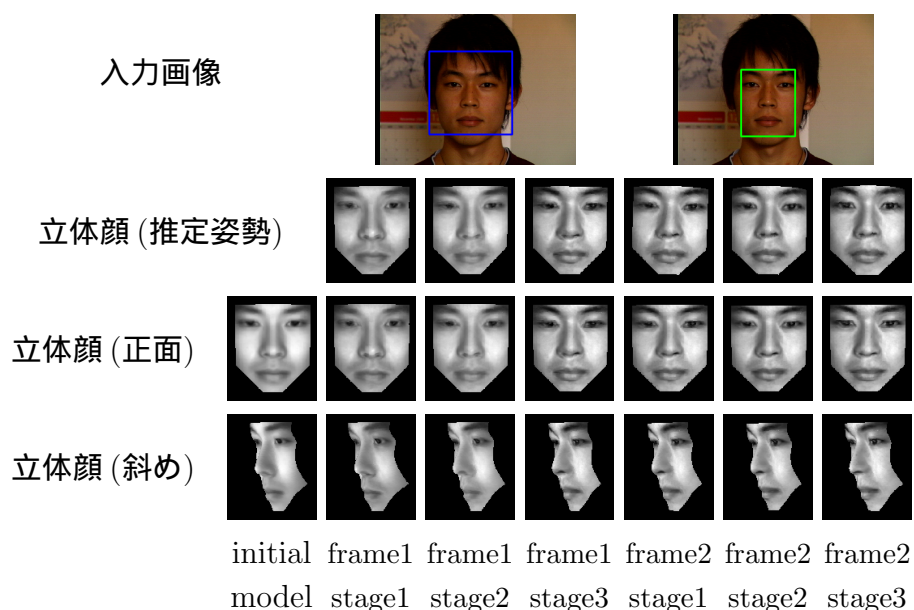 入力画像
立体顔 (推定姿勢)
立体顔 (正面)
立体顔 (斜め)
initial frame1 frame1 frame1 frame2 frame2 frame2
model stage1 stage2 stage3 stage1 stage2 stage3